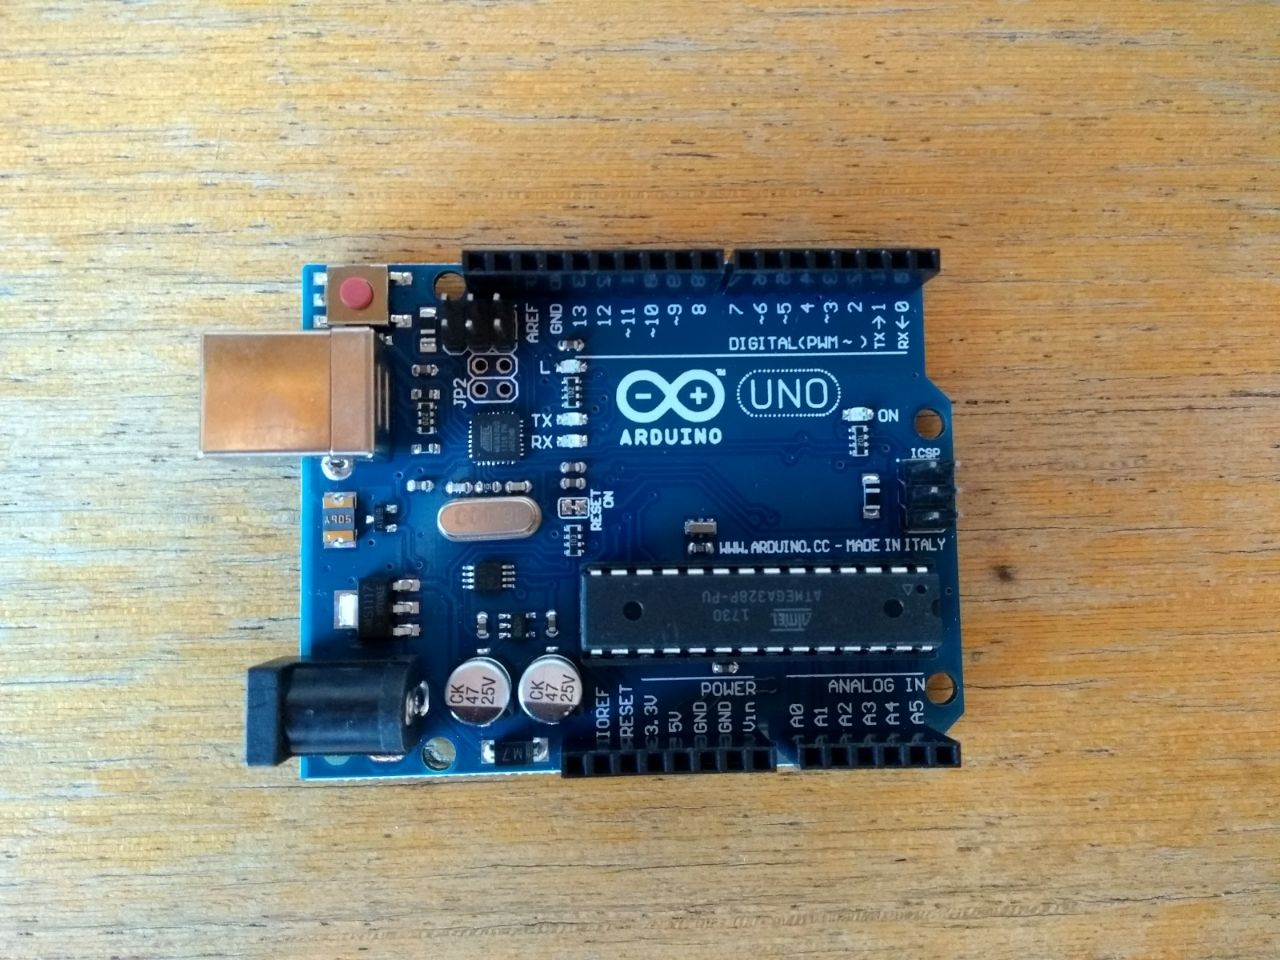 AREF
GND
13
12
~11
~10
~9
8
7
~6
~5
4
~3
2
TX→1
RX←0
DIGITAL(PWM ~ )
L
JP2
TX
RX
ARDUINO™
UNO
ON
ICSP
RESET
WWW.ARDUINO.CC - MADE IN ITALY
ATMEGA328P-PU
ATMEL
1730
CK
47
25V
CK
47
25V
M7
POWER
ANALOG IN
IOREF
RESET
3.3V
5V
GND
GND
Vin
A0
A1
A2
A3
A4
A5